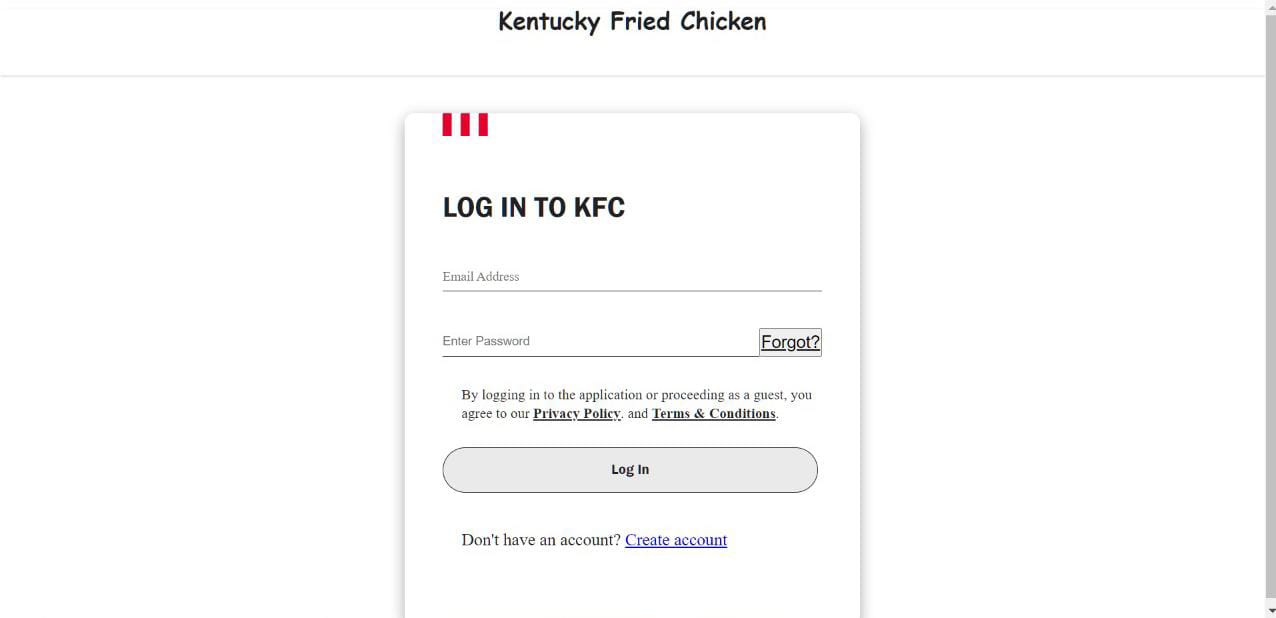 Kentucky Fried Chicken
LOG IN TO KFC
Email Address
Enter Password
Forgot?
By logging in to the application or proceeding as a guest, you
agree to our Privacy Policy. and Terms & Conditions.
Log In
Don't have an account? Create account